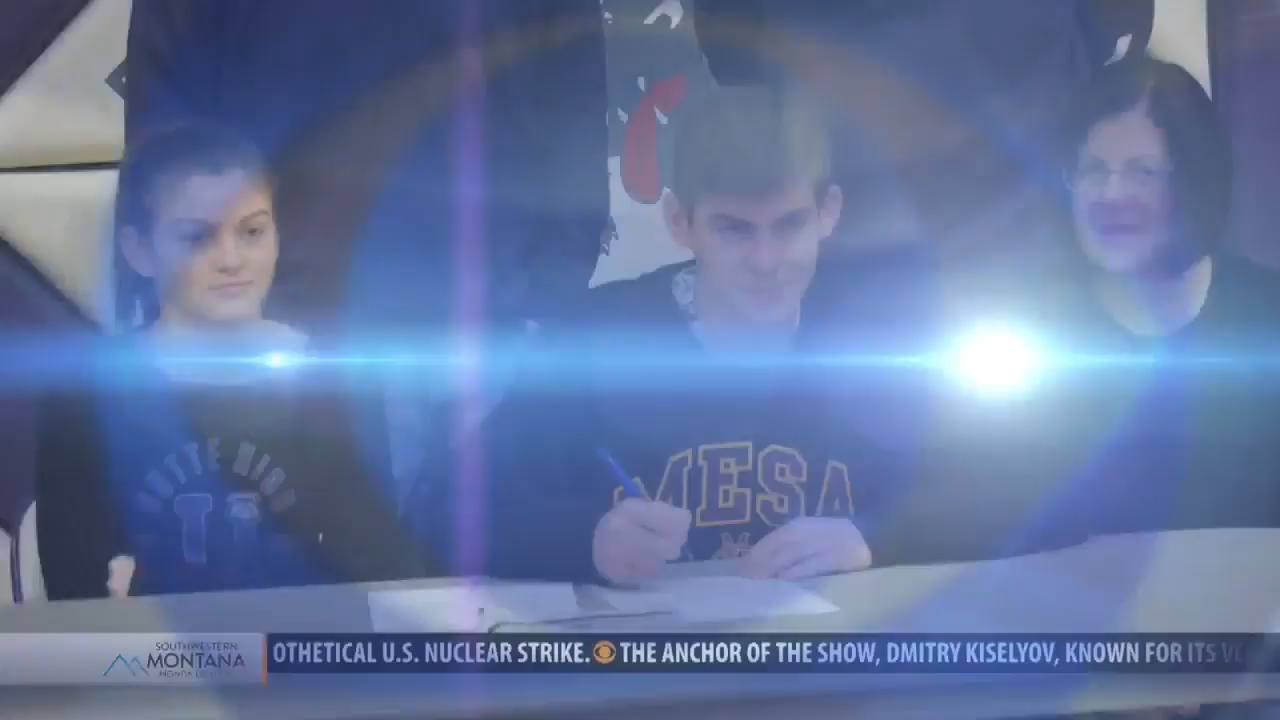 BUTTE HIGH
MESA
SOUTHWESTERN
MONTANA
OTHETICAL U.S. NUCLEAR STRIKE. THE ANCHOR OF THE SHOW, DMITRY KISELYOV, KNOWN FOR ITS